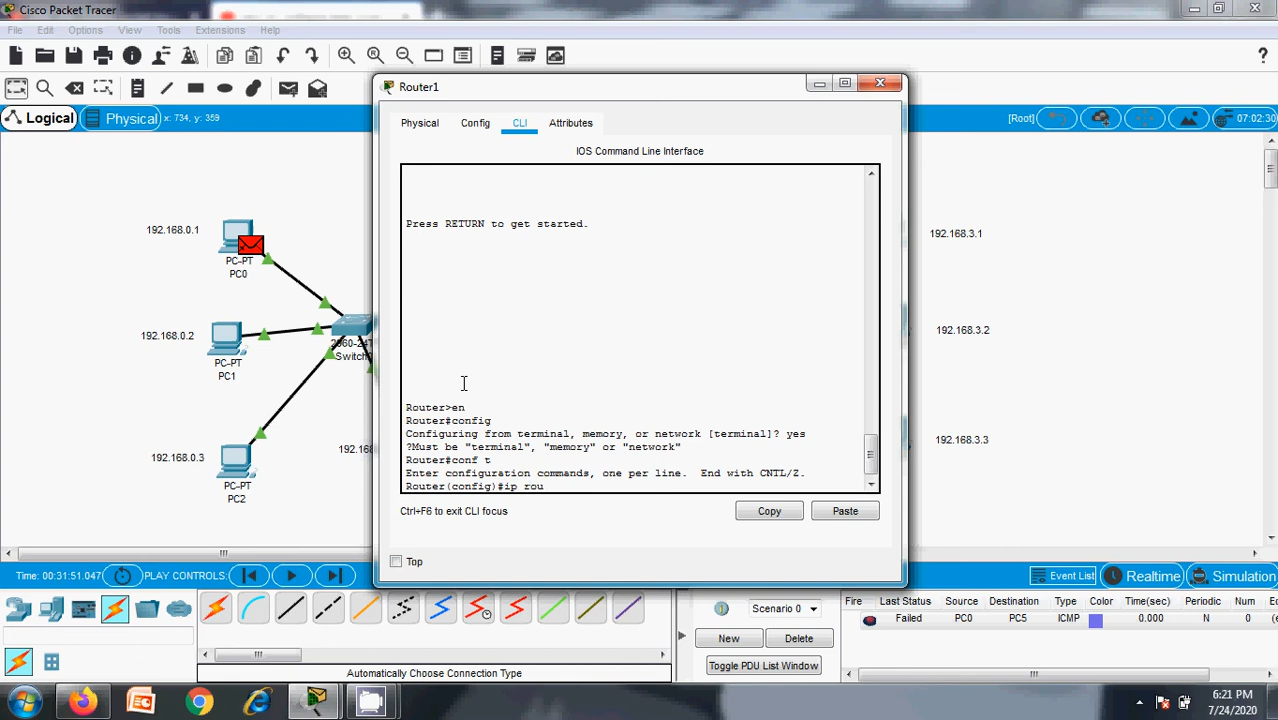 Cisco Packet Tracer
File Edit Options View Tools Extensions Help
Logical Physical x: 734, y: 359 [Root] 07:02:30
Router1
Physical Config CLI Attributes
IOS Command Line Interface
Press RETURN to get started.
Router>en
Router#config
Configuring from terminal, memory, or network [terminal]? yes
?Must be "terminal", "memory" or "network"
Router#conf t
Enter configuration commands, one per line. End with CNTL/Z.
Router(config)#ip rou
Ctrl+F6 to exit CLI focus
Copy Paste
Top
192.168.0.1
PC-PT
PC0
192.168.0.2
PC-PT
PC1
192.168.0.3
PC-PT
PC2
Switch
192.168.3.1
192.168.3.2
192.168.3.3
Time: 00:31:51.047 PLAY CONTROLS: Event List Realtime Simulation
Scenario 0
New Delete
Toggle PDU List Window
Fire Last Status Source Destination Type Color Time(sec) Periodic Num
Failed PC0 PC5 ICMP 0.000 N 0
Automatically Choose Connection Type
6:21 PM
7/24/2020